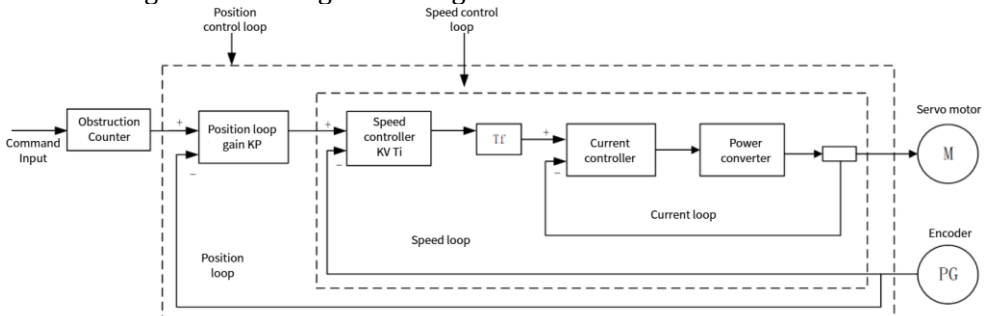 Position
control loop
Speed control
loop
Servo motor
Obstruction
Counter
Command
Input
+
−
Position loop
gain KP
+
−
Speed
controller
KV Ti
Tf
+
−
Current
controller
Power
converter
M
Current loop
Speed loop
Position
loop
Encoder
PG